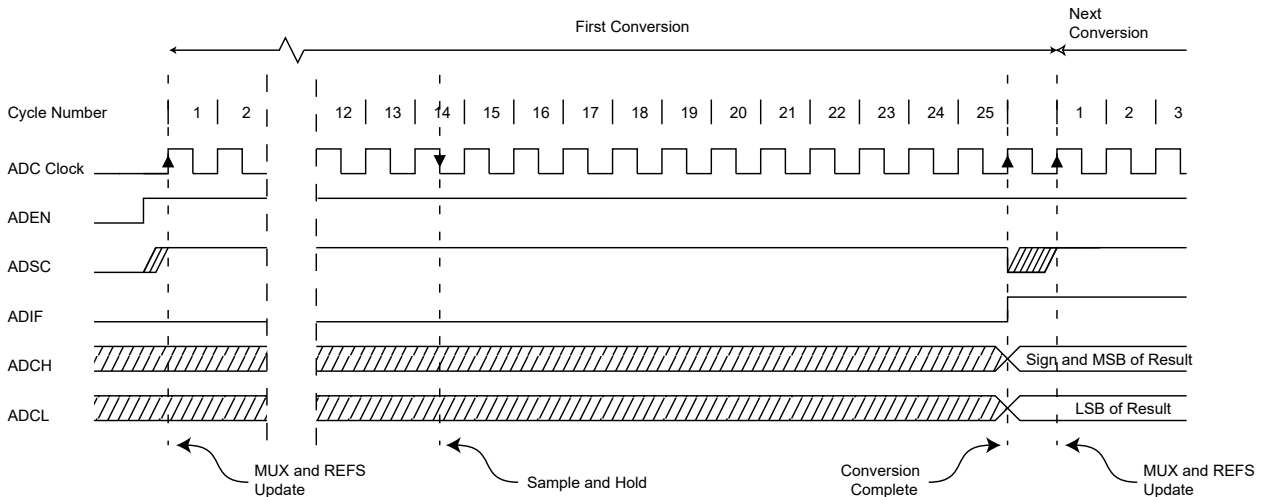 First Conversion
Next
Conversion
Cycle Number 1 2 12 13 14 15 16 17 18 19 20 21 22 23 24 25 1 2 3
ADC Clock
ADEN
ADSC
ADIF
ADCH
Sign and MSB of Result
ADCL
LSB of Result
MUX and REFS
Update
Sample and Hold
Conversion
Complete
MUX and REFS
Update